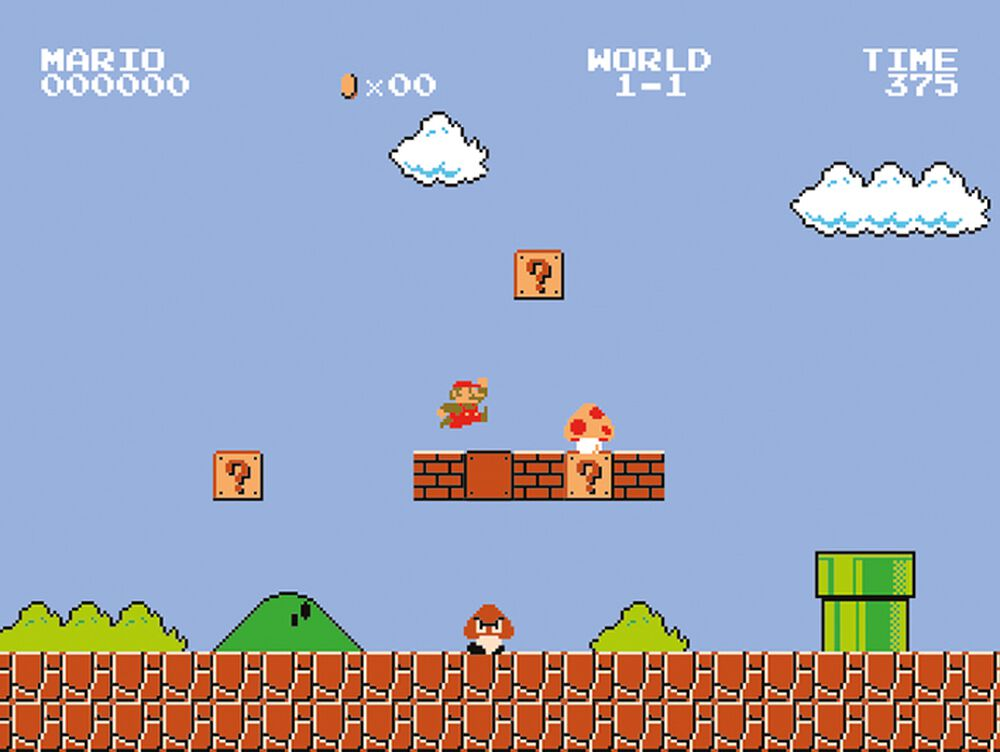 MARIO
000000
×00
WORLD
1-1
TIME
375
?
?
?